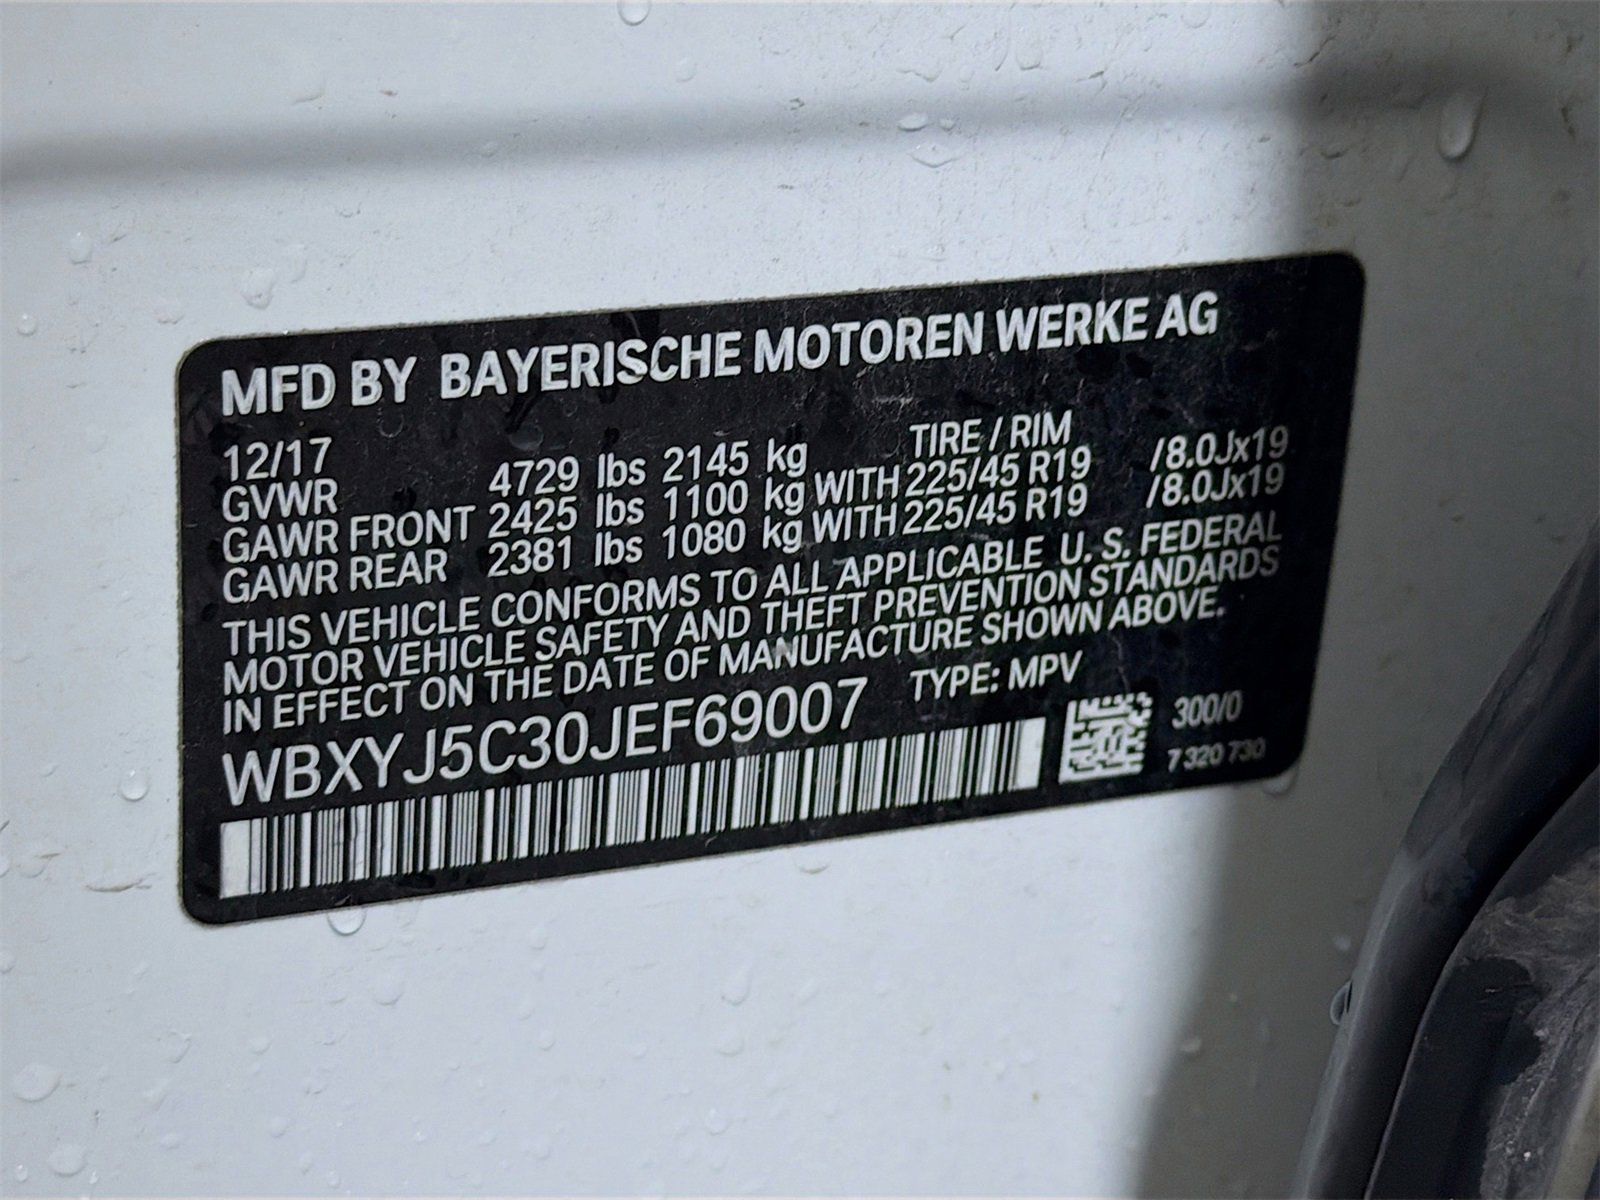 MFD BY BAYERISCHE MOTOREN WERKE AG
12/17 TIRE / RIM
GVWR 4729 lbs 2145 kg
GAWR FRONT 2425 lbs 1100 kg WITH 225/45 R19 /8.0Jx19
GAWR REAR 2381 lbs 1080 kg WITH 225/45 R19 /8.0Jx19
THIS VEHICLE CONFORMS TO ALL APPLICABLE U. S. FEDERAL
MOTOR VEHICLE SAFETY AND THEFT PREVENTION STANDARDS
IN EFFECT ON THE DATE OF MANUFACTURE SHOWN ABOVE.
WBXYJ5C30JEF69007 TYPE: MPV
300/0
7 320 730